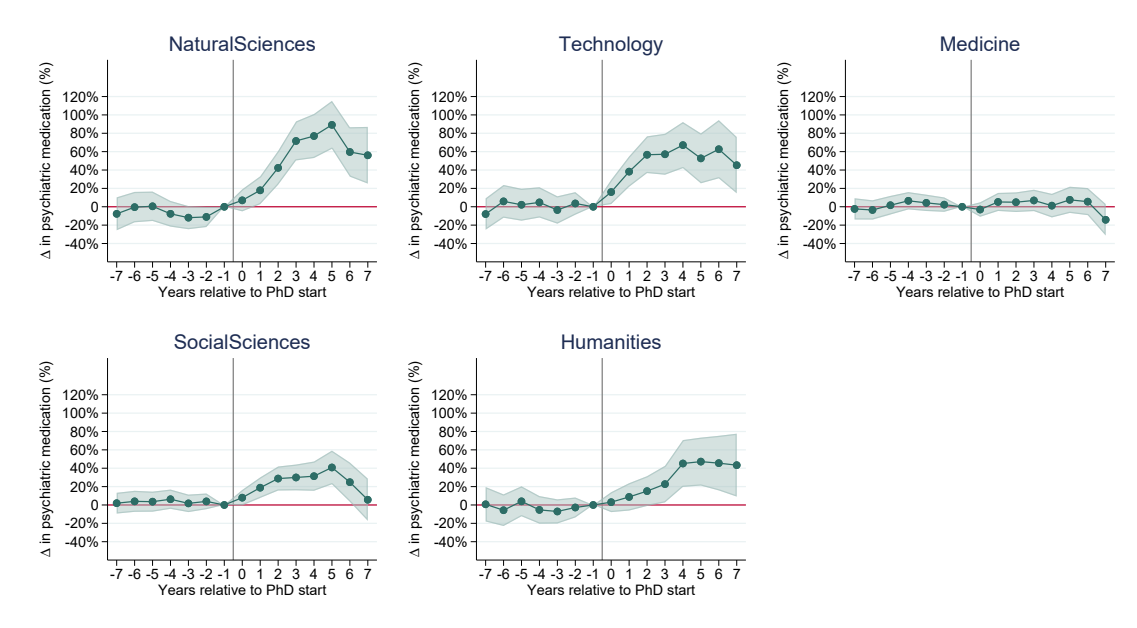 NaturalSciences
Δ in psychiatric medication (%)
120%
100%
80%
60%
40%
20%
0
-20%
-40%
-7 -6 -5 -4 -3 -2 -1 0 1 2 3 4 5 6 7
Years relative to PhD start
Technology
Δ in psychiatric medication (%)
120%
100%
80%
60%
40%
20%
0
-20%
-40%
-7 -6 -5 -4 -3 -2 -1 0 1 2 3 4 5 6 7
Years relative to PhD start
Medicine
Δ in psychiatric medication (%)
120%
100%
80%
60%
40%
20%
0
-20%
-40%
-7 -6 -5 -4 -3 -2 -1 0 1 2 3 4 5 6 7
Years relative to PhD start
SocialSciences
Δ in psychiatric medication (%)
120%
100%
80%
60%
40%
20%
0
-20%
-40%
-7 -6 -5 -4 -3 -2 -1 0 1 2 3 4 5 6 7
Years relative to PhD start
Humanities
Δ in psychiatric medication (%)
120%
100%
80%
60%
40%
20%
0
-20%
-40%
-7 -6 -5 -4 -3 -2 -1 0 1 2 3 4 5 6 7
Years relative to PhD start